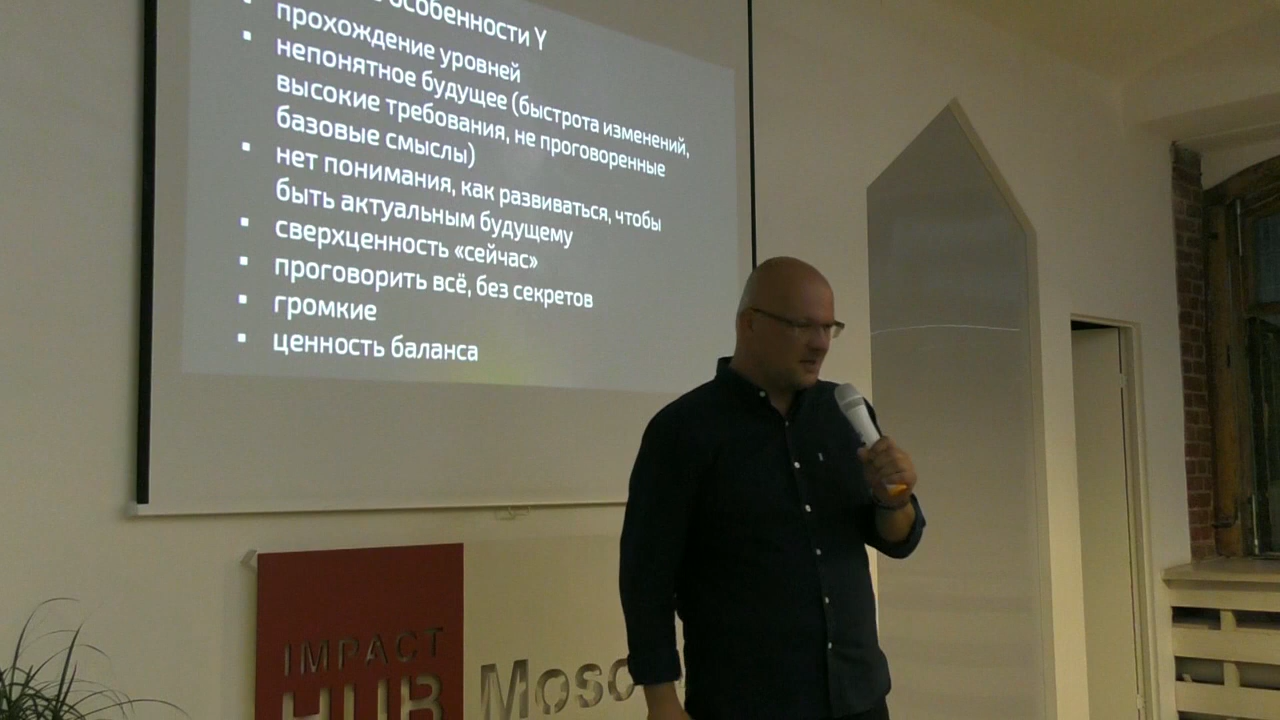 особенности Y
прохождение уровней
непонятное будущее (быстрота изменений,
высокие требования, не проговоренные
базовые смыслы)
нет понимания, как развиваться, чтобы
быть актуальным будущему
сверхценность «сейчас»
проговорить всё, без секретов
громкие
ценность баланса
IMPACT
HUB